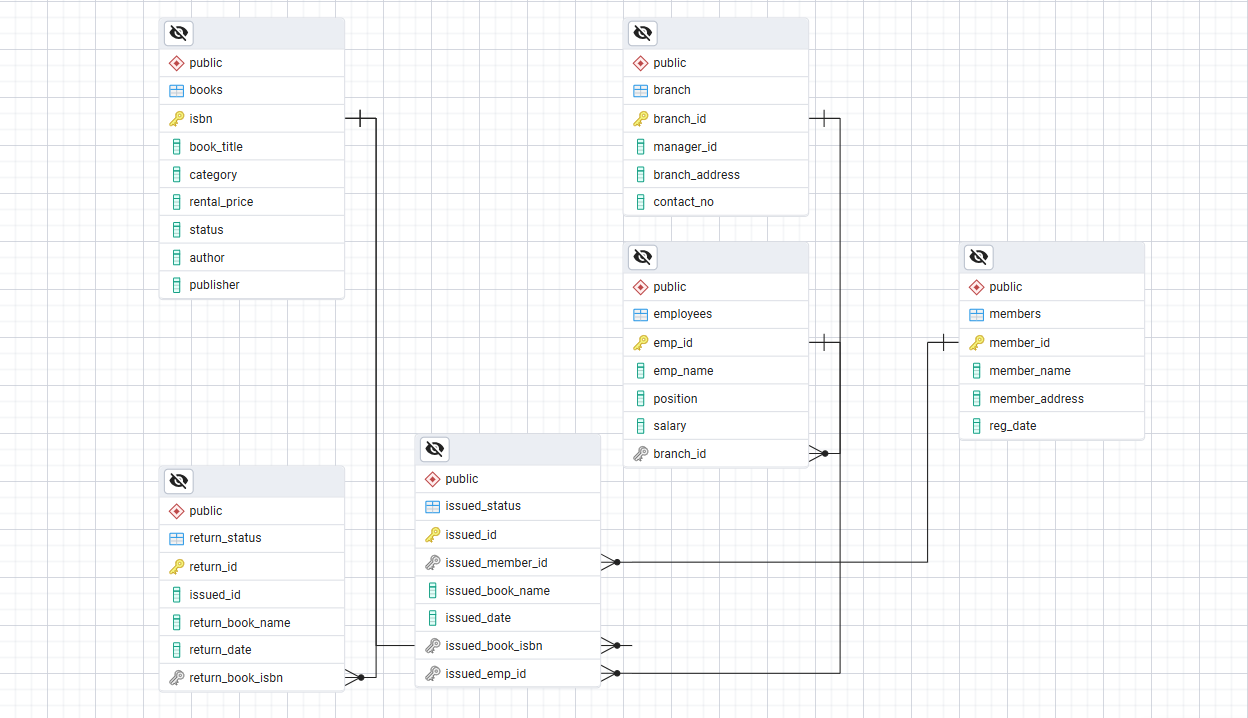 public
books
isbn
book_title
category
rental_price
status
author
publisher
public
branch
branch_id
manager_id
branch_address
contact_no
public
employees
emp_id
emp_name
position
salary
branch_id
public
members
member_id
member_name
member_address
reg_date
public
issued_status
issued_id
issued_member_id
issued_book_name
issued_date
issued_book_isbn
issued_emp_id
public
return_status
return_id
issued_id
return_book_name
return_date
return_book_isbn